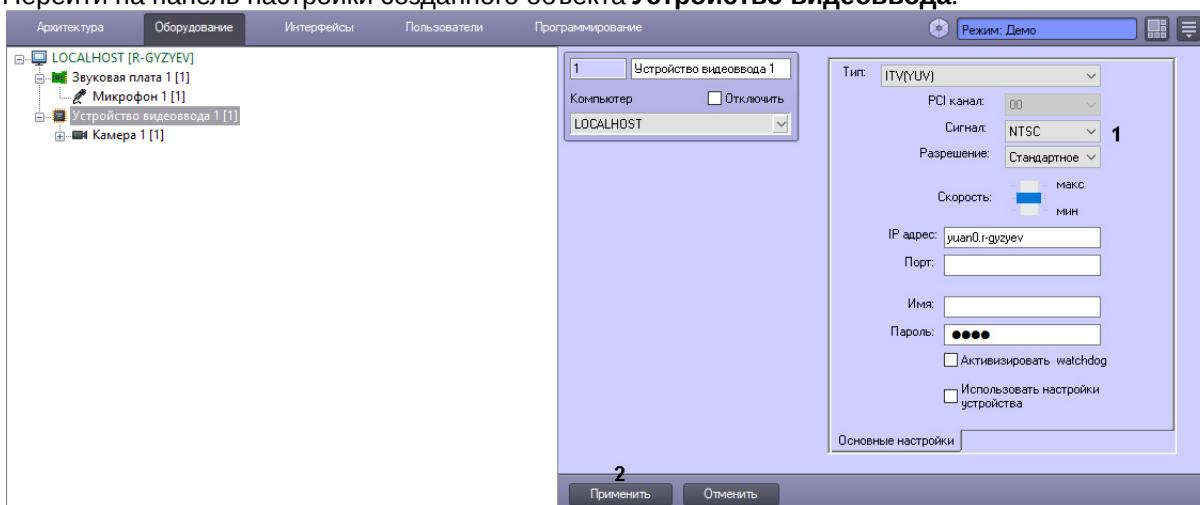 Перейти на панель настройки созданного объекта Устройство видеоввода.
Архитектура Оборудование Интерфейсы Пользователи Программирование Режим: Демо
LOCALHOST [R-GYZYEV]
Звуковая плата 1 [1]
Микрофон 1 [1]
Устройство видеоввода 1 [1]
Камера 1 [1]
1 Устройство видеоввода 1
Компьютер Отключить
LOCALHOST
Тип: ITV(YUV)
PCI канал: 00
Сигнал: NTSC 1
Разрешение: Стандартное
макс
Скорость:
мин
IP адрес: yuan0.r-gyzyev
Порт:
Имя:
Пароль: ●●●●
Активизировать watchdog
Использовать настройки
устройства
Основные настройки
2
Применить Отменить